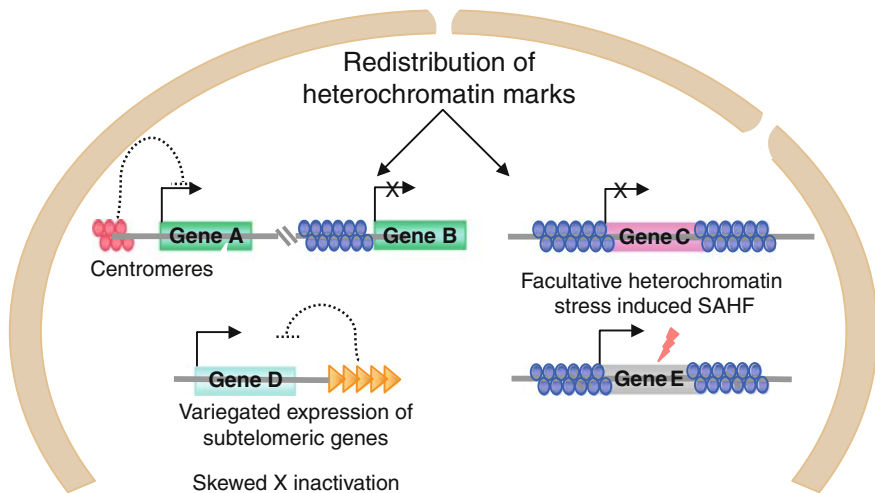 Redistribution of
heterochromatin marks
X
X
Gene A
Gene B
Gene C
Centromeres
Facultative heterochromatin
stress induced SAHF
Gene D
Gene E
Variegated expression of
subtelomeric genes
Skewed X inactivation